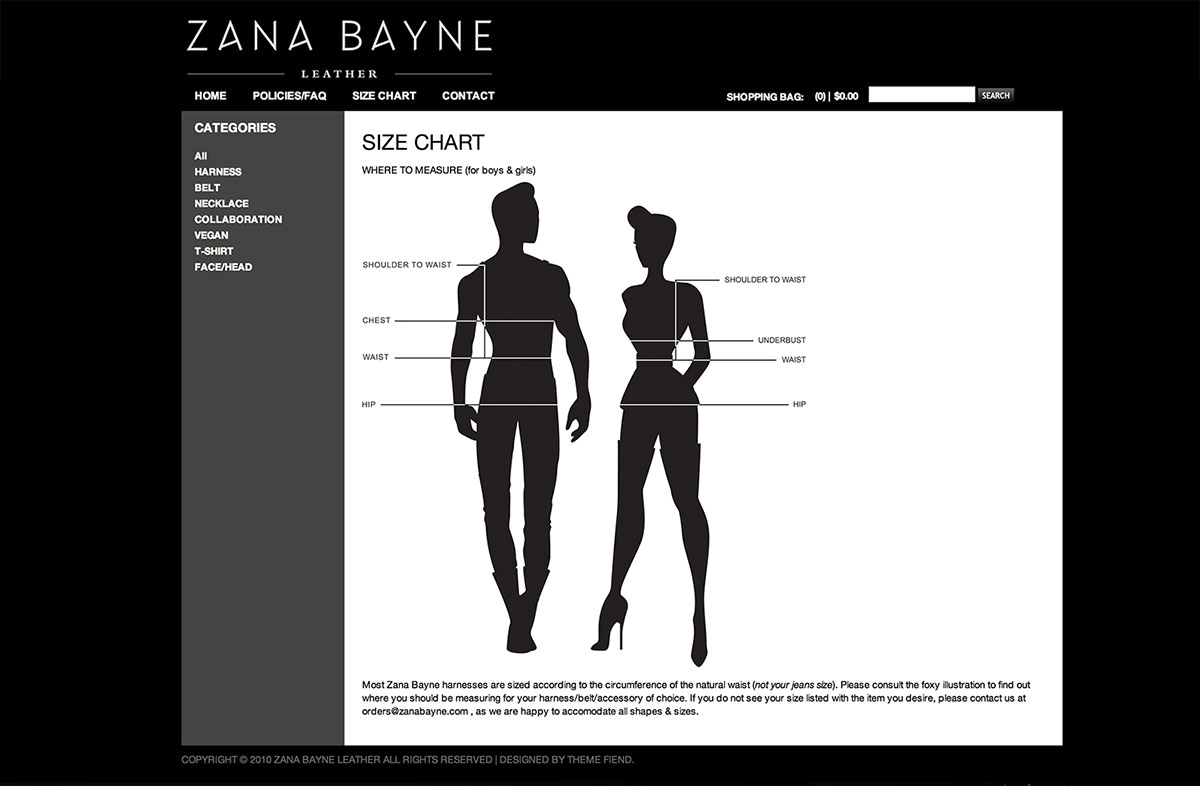 ZANA BAYNE
LEATHER
HOME POLICIES/FAQ SIZE CHART CONTACT
SHOPPING BAG: (0) | $0.00 SEARCH
CATEGORIES
All
HARNESS
BELT
NECKLACE
COLLABORATION
VEGAN
T-SHIRT
FACE/HEAD
SIZE CHART
WHERE TO MEASURE (for boys & girls)
SHOULDER TO WAIST
CHEST
WAIST
HIP
SHOULDER TO WAIST
UNDERBUST
WAIST
HIP
Most Zana Bayne harnesses are sized according to the circumference of the natural waist (not your jeans size). Please consult the foxy illustration to find out
where you should be measuring for your harness/belt/accessory of choice. If you do not see your size listed with the item you desire, please contact us at
orders@zanabayne.com , as we are happy to accomodate all shapes & sizes.
COPYRIGHT © 2010 ZANA BAYNE LEATHER ALL RIGHTS RESERVED | DESIGNED BY THEME FIEND.